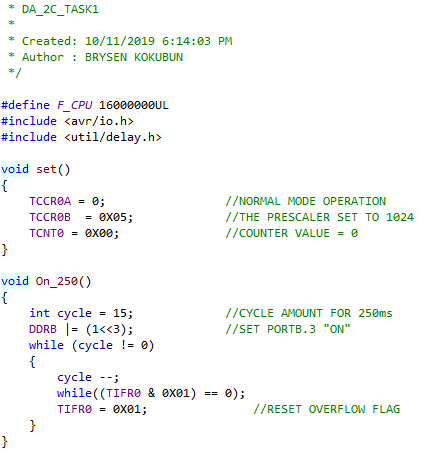 * DA_2C_TASK1
*
* Created: 10/11/2019 6:14:03 PM
* Author : BRYSEN KOKUBUN
*/
#define F_CPU 16000000UL
#include <avr/io.h>
#include <util/delay.h>
void set()
{
TCCR0A = 0; //NORMAL MODE OPERATION
TCCR0B = 0X05; //THE PRESCALER SET TO 1024
TCNT0 = 0X00; //COUNTER VALUE = 0
}
void On_250()
{
int cycle = 15; //CYCLE AMOUNT FOR 250ms
DDRB |= (1<<3); //SET PORTB.3 "ON"
while (cycle != 0)
{
cycle --;
while((TIFR0 & 0X01) == 0);
TIFR0 = 0X01; //RESET OVERFLOW FLAG
}
}